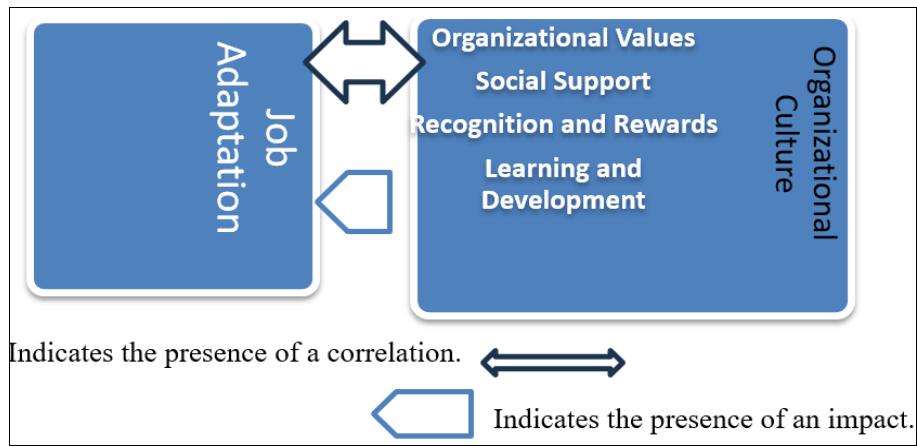 Job
Adaptation
Organizational Values
Social Support
Recognition and Rewards
Learning and
Development
Organizational
Culture
Indicates the presence of a correlation.
Indicates the presence of an impact.